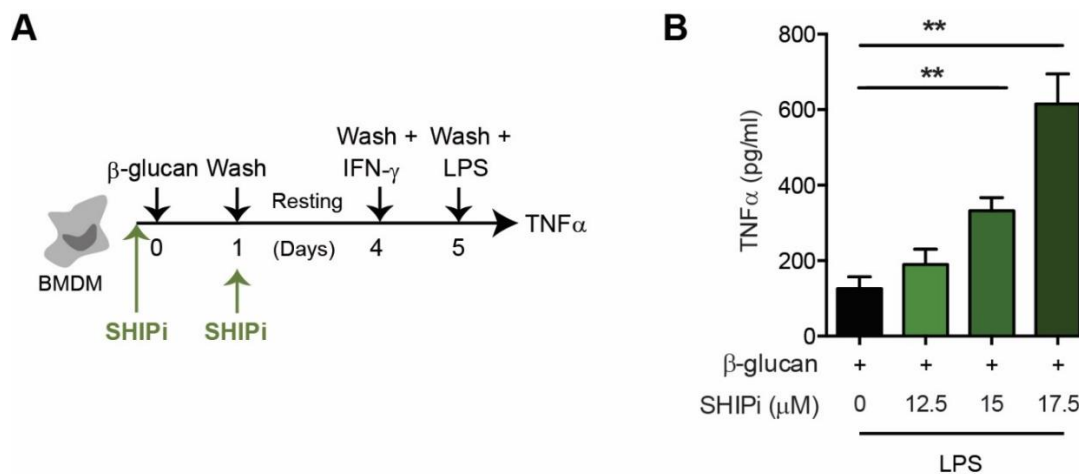 A
Wash + Wash +
β-glucan Wash IFN-γ LPS
Resting
TNFα
0 1 (Days) 4 5
BMDM
SHIPi SHIPi
B
**
**
TNFα (pg/ml)
800
600
400
200
0
β-glucan + + + +
SHIPi (μM) 0 12.5 15 17.5
LPS